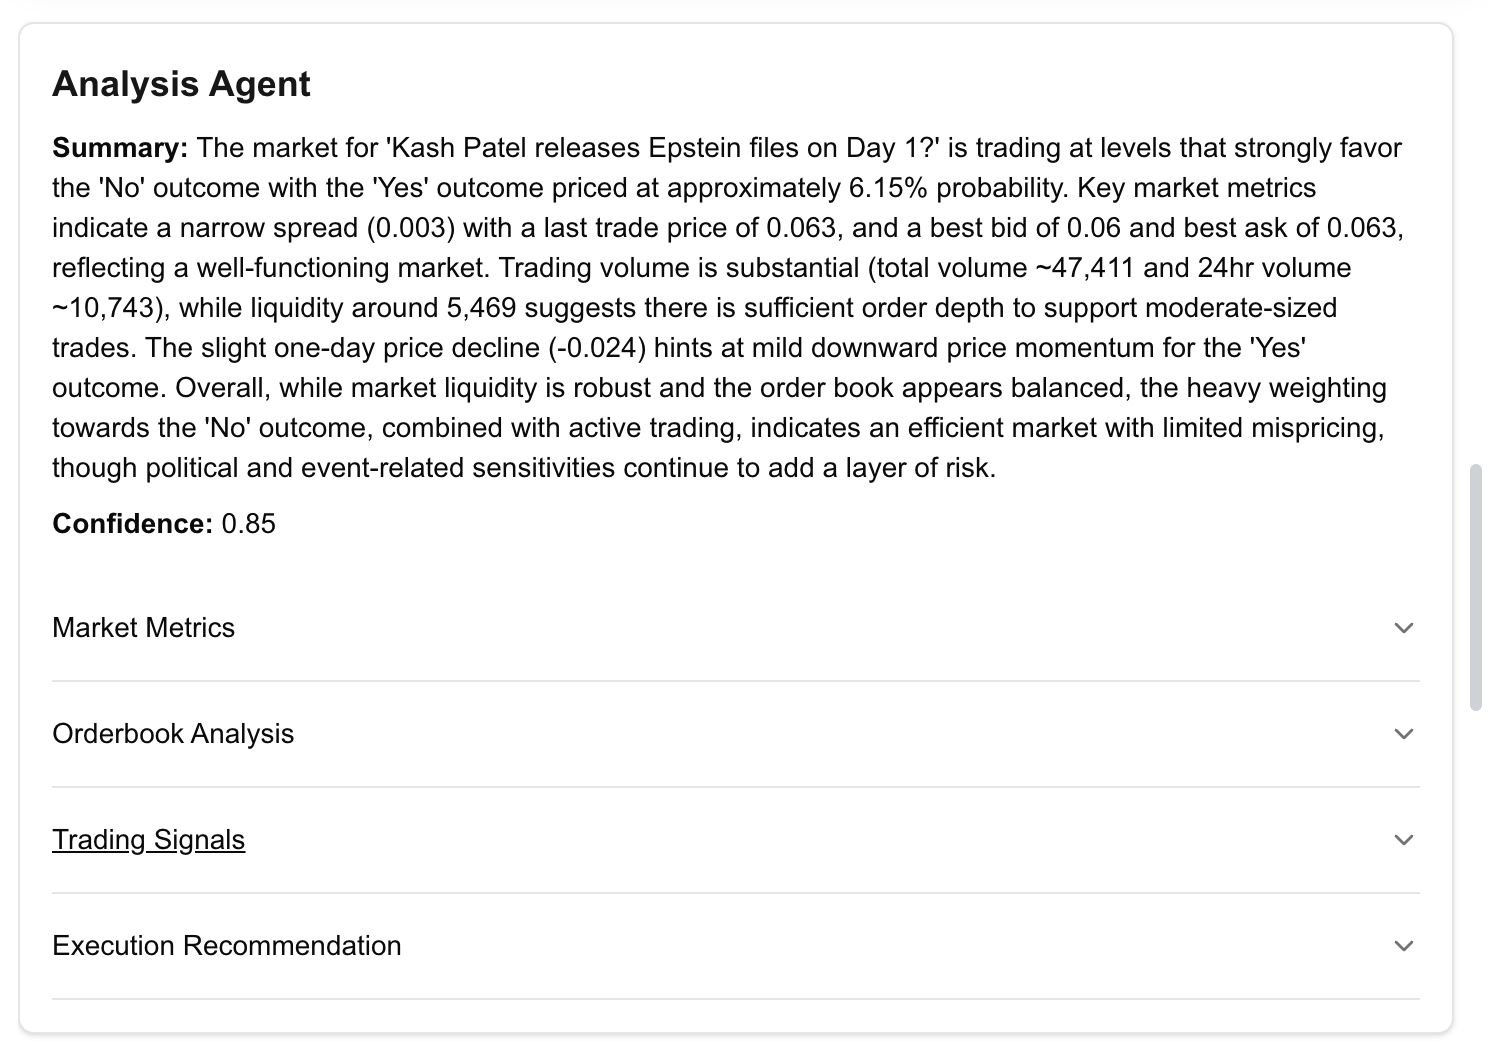 Analysis Agent
Summary: The market for 'Kash Patel releases Epstein files on Day 1?' is trading at levels that strongly favor
the 'No' outcome with the 'Yes' outcome priced at approximately 6.15% probability. Key market metrics
indicate a narrow spread (0.003) with a last trade price of 0.063, and a best bid of 0.06 and best ask of 0.063,
reflecting a well-functioning market. Trading volume is substantial (total volume ~47,411 and 24hr volume
~10,743), while liquidity around 5,469 suggests there is sufficient order depth to support moderate-sized
trades. The slight one-day price decline (-0.024) hints at mild downward price momentum for the 'Yes'
outcome. Overall, while market liquidity is robust and the order book appears balanced, the heavy weighting
towards the 'No' outcome, combined with active trading, indicates an efficient market with limited mispricing,
though political and event-related sensitivities continue to add a layer of risk.
Confidence: 0.85
Market Metrics
Orderbook Analysis
Trading Signals
Execution Recommendation